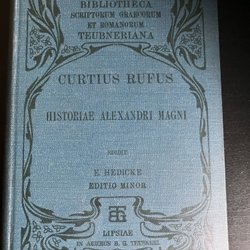 BIBLIOTHECA
SCRIPTORUM GRAECORUM
ET ROMANORUM
TEUBNERIANA
CURTIUS RUFUS
HISTORIAE ALEXANDRI MAGNI
EDIDIT
E. HEDICKE
EDITIO MINOR
LIPSIAE
IN AEDIBUS B. G. TEUBNERI